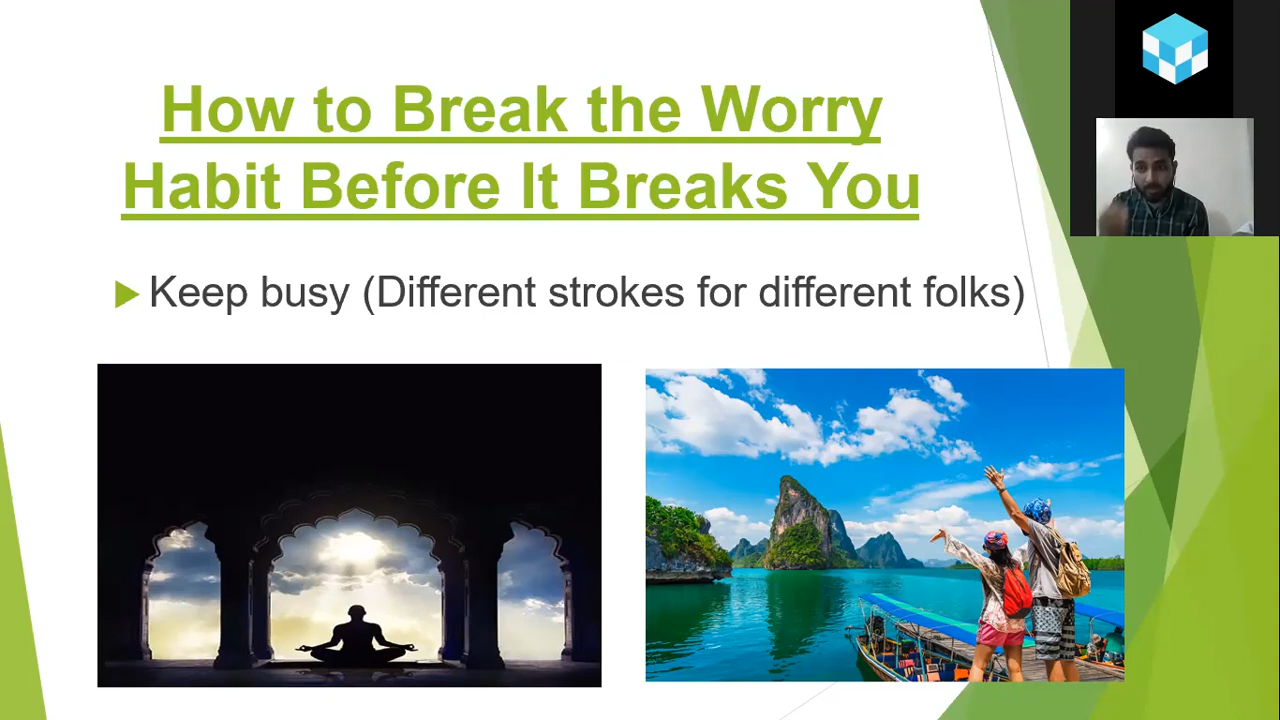 How to Break the Worry
Habit Before It Breaks You
Keep busy (Different strokes for different folks)